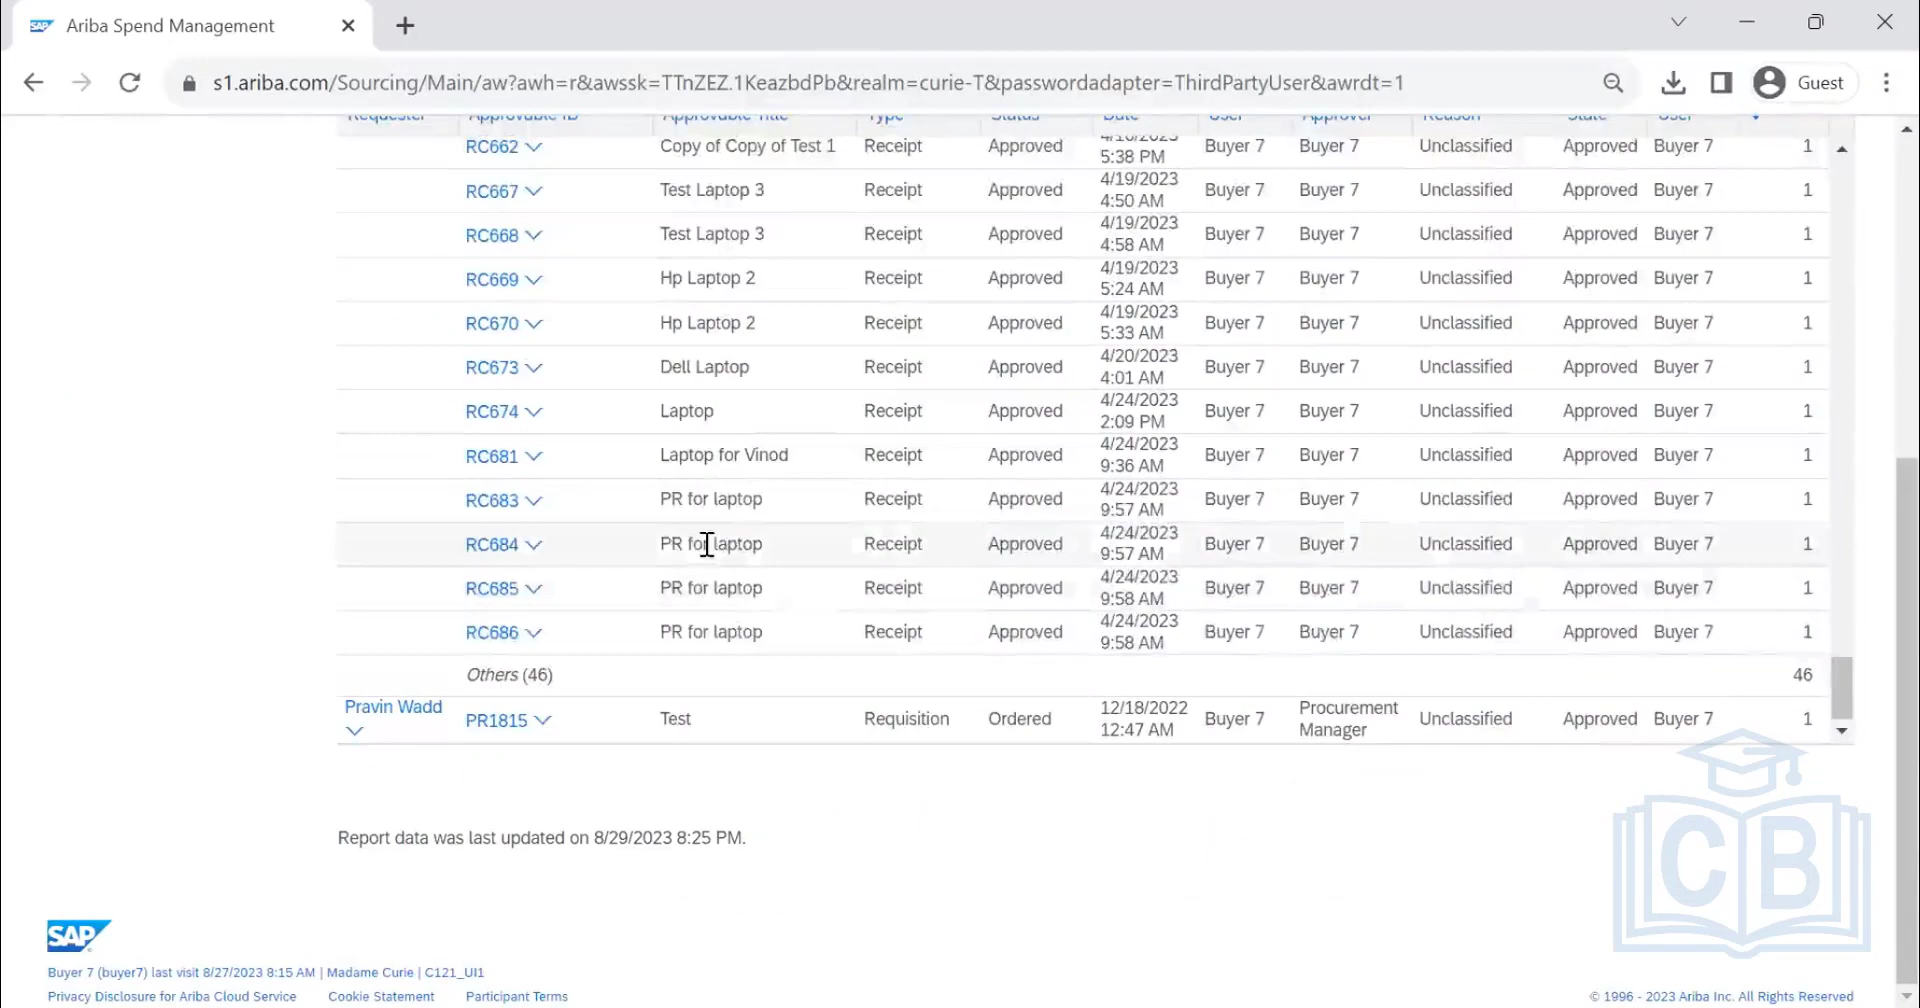 Ariba Spend Management
s1.ariba.com/Sourcing/Main/aw?awh=r&awssk=TTnZEZ.1KeazbdPb&realm=curie-T&passwordadapter=ThirdPartyUser&awrdt=1
Guest
Requester Approvable ID Approvable Title Type Status Date User Approver Reason State User
RC662 Copy of Copy of Test 1 Receipt Approved 4/18/2023 5:38 PM Buyer 7 Buyer 7 Unclassified Approved Buyer 7 1
RC667 Test Laptop 3 Receipt Approved 4/19/2023 4:50 AM Buyer 7 Buyer 7 Unclassified Approved Buyer 7 1
RC668 Test Laptop 3 Receipt Approved 4/19/2023 4:58 AM Buyer 7 Buyer 7 Unclassified Approved Buyer 7 1
RC669 Hp Laptop 2 Receipt Approved 4/19/2023 5:24 AM Buyer 7 Buyer 7 Unclassified Approved Buyer 7 1
RC670 Hp Laptop 2 Receipt Approved 4/19/2023 5:33 AM Buyer 7 Buyer 7 Unclassified Approved Buyer 7 1
RC673 Dell Laptop Receipt Approved 4/20/2023 4:01 AM Buyer 7 Buyer 7 Unclassified Approved Buyer 7 1
RC674 Laptop Receipt Approved 4/24/2023 2:09 PM Buyer 7 Buyer 7 Unclassified Approved Buyer 7 1
RC681 Laptop for Vinod Receipt Approved 4/24/2023 9:36 AM Buyer 7 Buyer 7 Unclassified Approved Buyer 7 1
RC683 PR for laptop Receipt Approved 4/24/2023 9:57 AM Buyer 7 Buyer 7 Unclassified Approved Buyer 7 1
RC684 PR for laptop Receipt Approved 4/24/2023 9:57 AM Buyer 7 Buyer 7 Unclassified Approved Buyer 7 1
RC685 PR for laptop Receipt Approved 4/24/2023 9:58 AM Buyer 7 Buyer 7 Unclassified Approved Buyer 7 1
RC686 PR for laptop Receipt Approved 4/24/2023 9:58 AM Buyer 7 Buyer 7 Unclassified Approved Buyer 7 1
Others (46) 46
Pravin Wadd PR1815 Test Requisition Ordered 12/18/2022 12:47 AM Buyer 7 Procurement Manager Unclassified Approved Buyer 7 1
Report data was last updated on 8/29/2023 8:25 PM.
CB
SAP
Buyer 7 (buyer7) last visit 8/27/2023 8:15 AM | Madame Curie | C121_UI1
Privacy Disclosure for Ariba Cloud Service Cookie Statement Participant Terms
© 1996 - 2023 Ariba Inc. All Rights Reserved